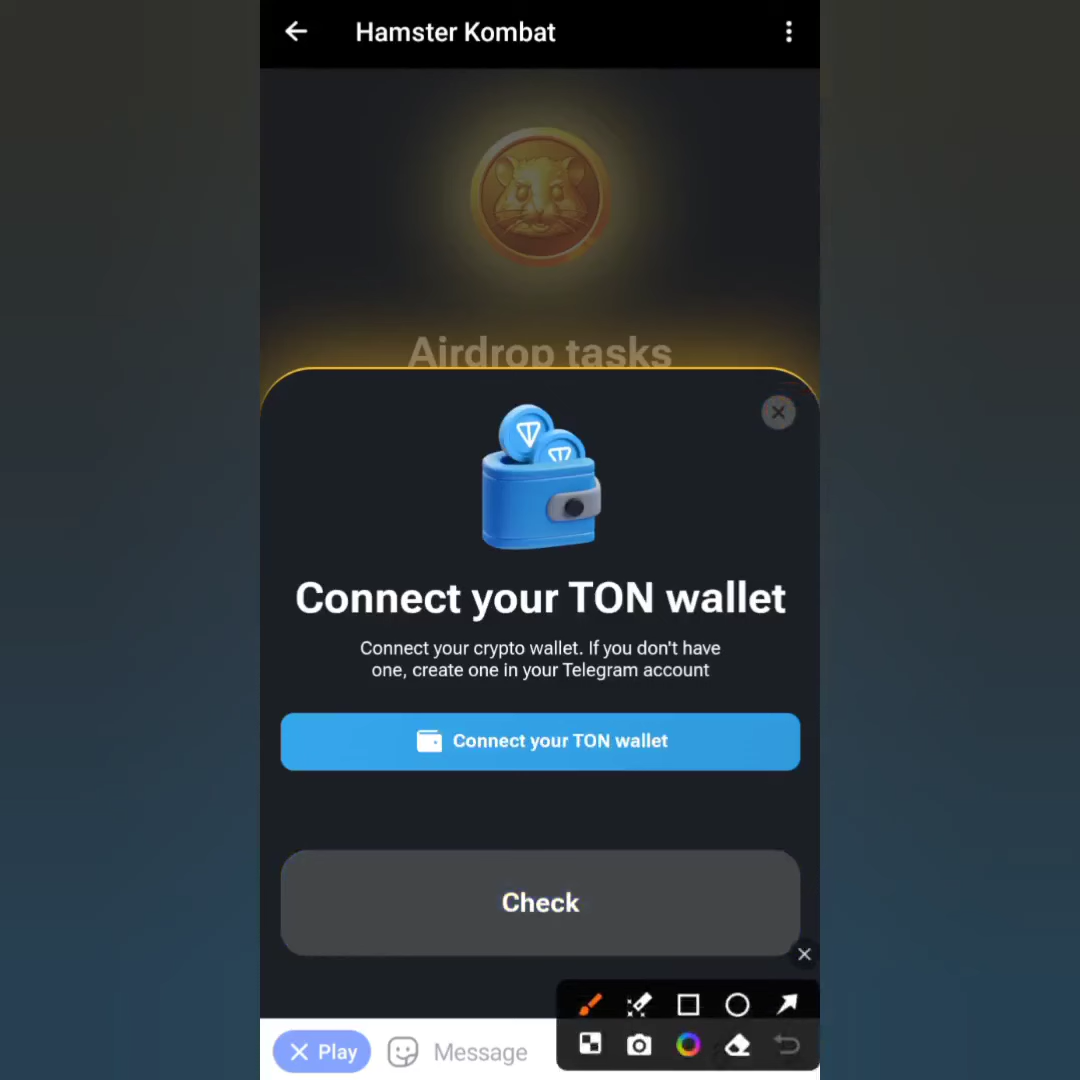 Hamster Kombat
Airdrop tasks
Connect your TON wallet
Connect your crypto wallet. If you don't have
one, create one in your Telegram account
Connect your TON wallet
Check
Play
Message